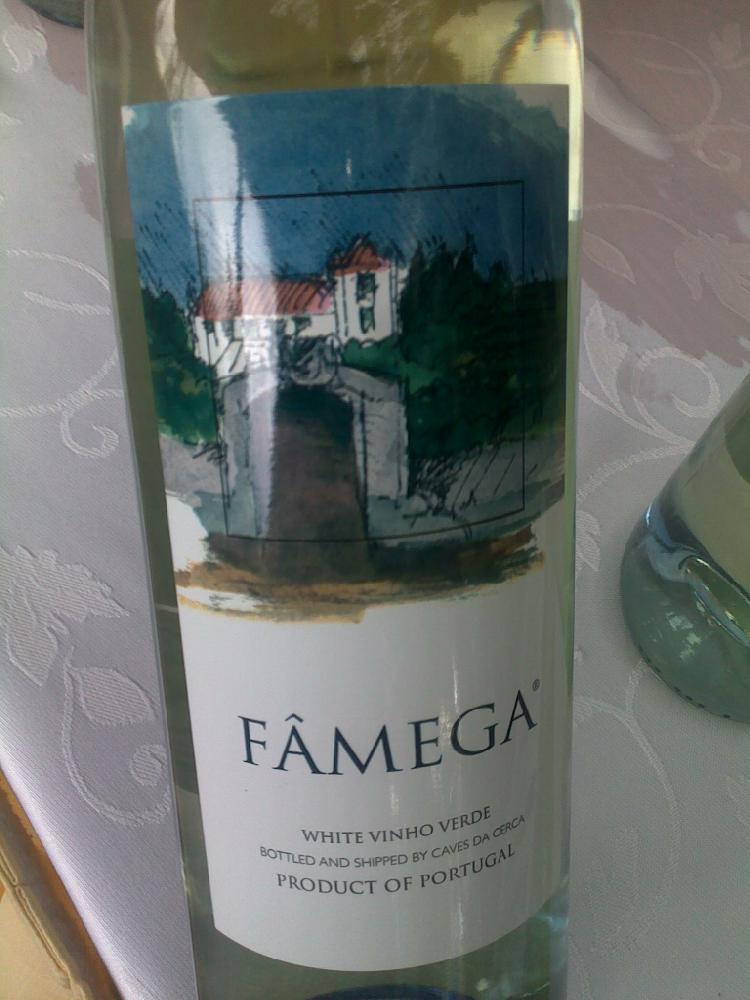 FÂMEGA®
WHITE VINHO VERDE
BOTTLED AND SHIPPED BY CAVES DA CERCA
PRODUCT OF PORTUGAL